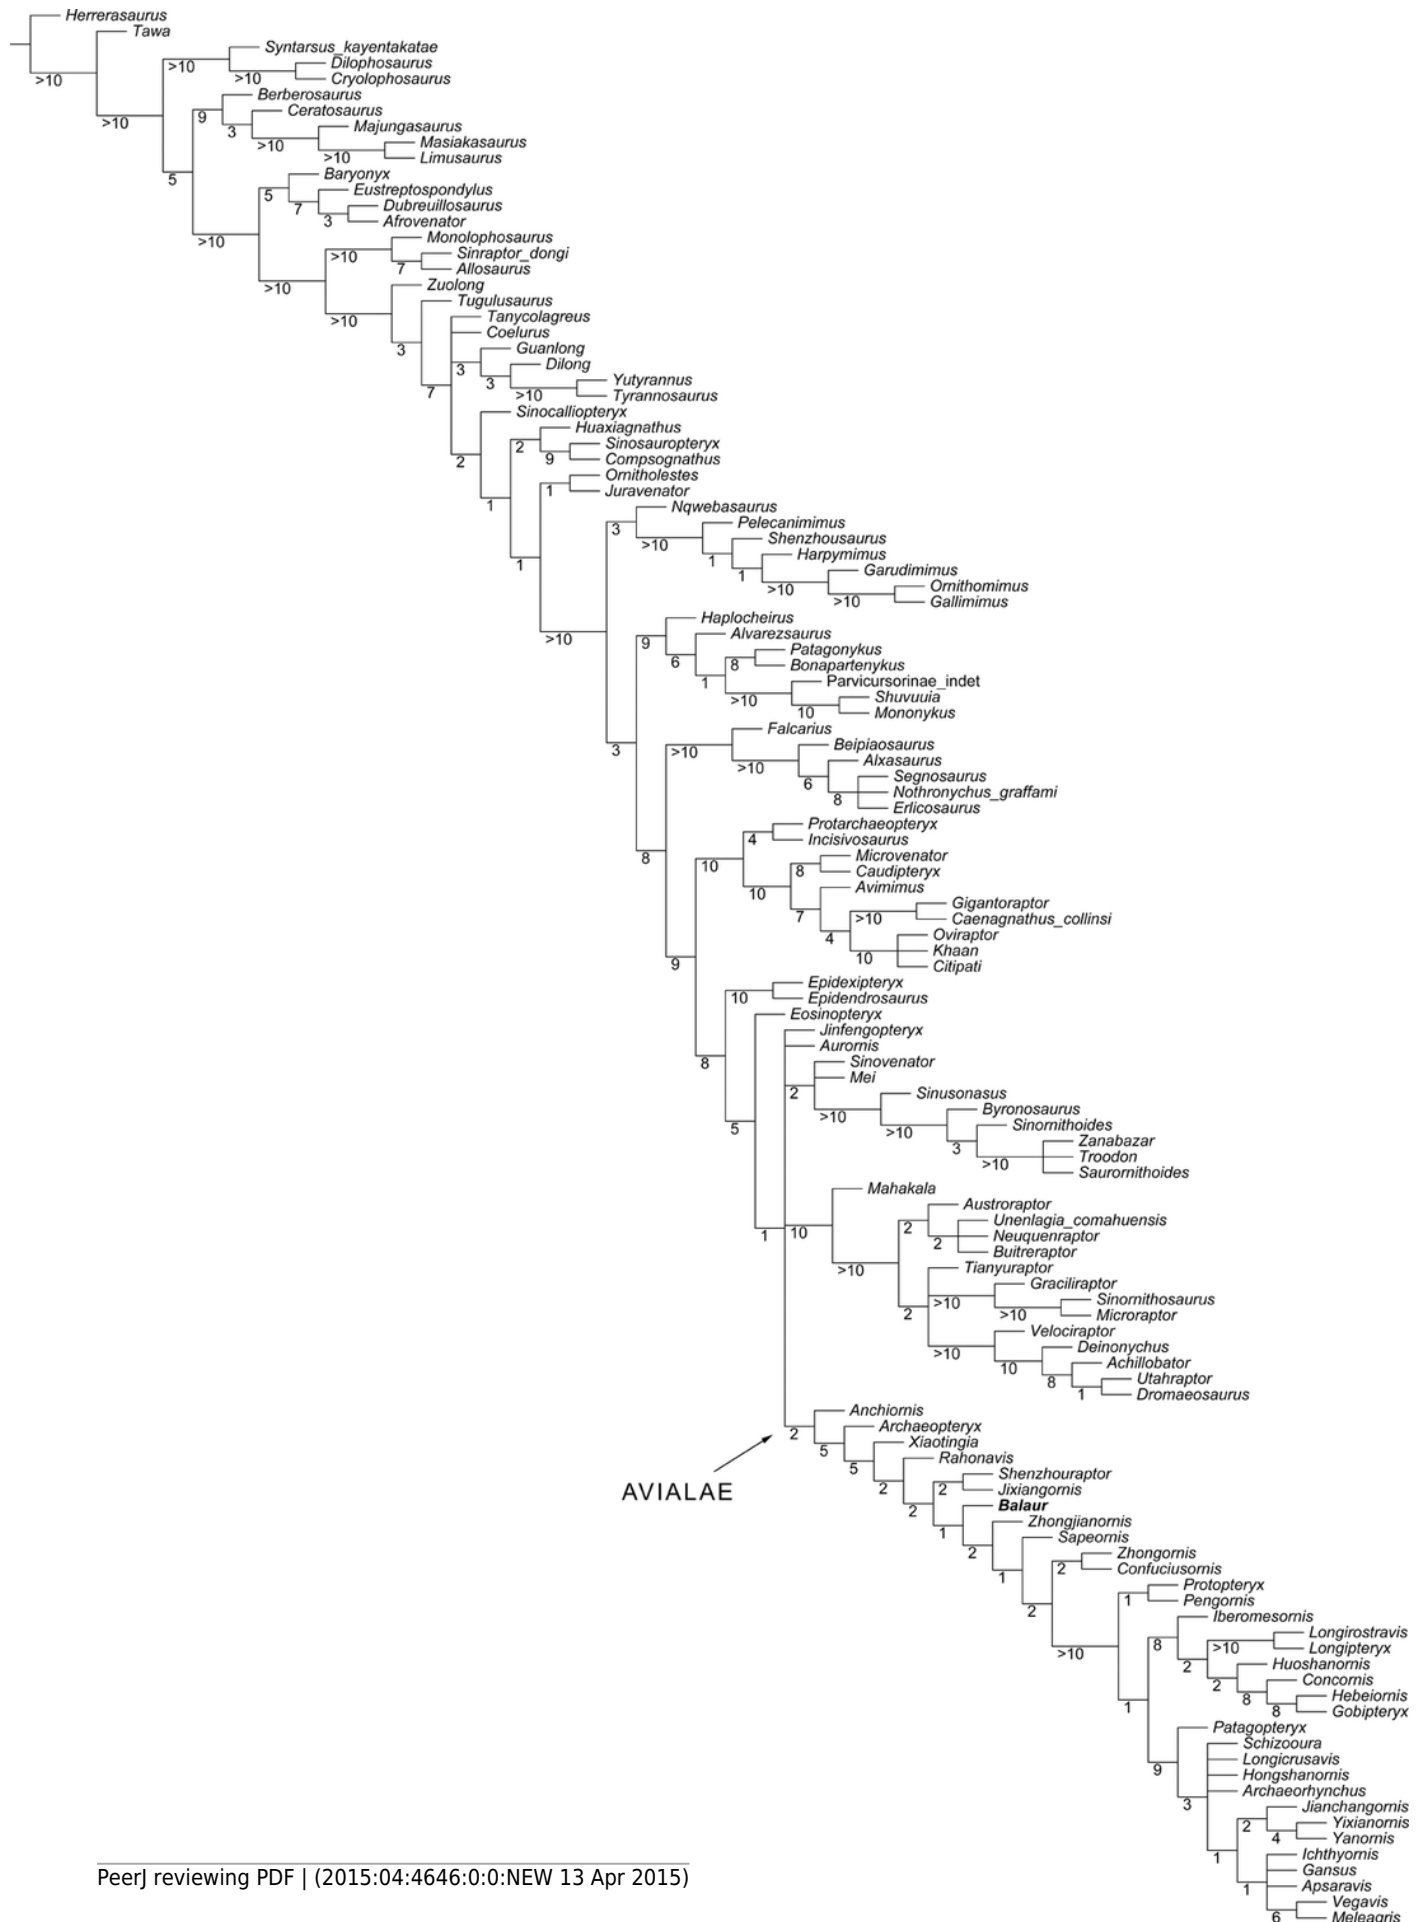 Herrerasaurus
Tawa
>10
Syntarsus_kayentakatae
Dilophosaurus
>10
>10
Cryolophosaurus
Berberosaurus
Ceratosaurus
>10
9
3
Majungasaurus
>10
Masiakasaurus
>10
Limusaurus
Baryonyx
5
5
Eustreptospondylus
7
Dubreuillosaurus
3
Afrovenator
>10
Monolophosaurus
>10
Sinraptor_dongi
7
Allosaurus
>10
Zuolong
Tugulusaurus
>10
Tanycolagreus
Coelurus
3
Guanlong
3
Dilong
3
Yutyrannus
7
>10
Tyrannosaurus
Sinocalliopteryx
Huaxiagnathus
2
Sinosauropteryx
2
9
Compsognathus
Ornitholestes
1
1
Juravenator
Nqwebasaurus
3
Pelecanimimus
>10
Shenzhousaurus
1
1
Harpymimus
1
Garudimimus
>10
Ornithomimus
>10
Gallimimus
Haplocheirus
>10
9
Alvarezsaurus
Patagonykus
6
8
Bonapartenykus
1
Parvicursorinae_indet
>10
Shuvuuia
10
Mononykus
Falcarius
3
>10
Beipiaosaurus
>10
Alxasaurus
6
Segnosaurus
8
Nothronychus_graffami
Erlicosaurus
Protarchaeopteryx
4
Incisivosaurus
8
10
Microvenator
8
Caudipteryx
10
Avimimus
Gigantoraptor
7
>10
Caenagnathus_collinsi
4
Oviraptor
10
Khaan
9
Citipati
Epidexipteryx
10
Epidendrosaurus
Eosinopteryx
Jinfengopteryx
Aurornis
8
Sinovenator
Mei
2
Sinusonasus
>10
Byronosaurus
5
>10
Sinornithoides
3
Zanabazar
>10
Troodon
Saurornithoides
Mahakala
Austroraptor
1
10
2
Unenlagia_comahuensis
2
Neuquenraptor
Buitreraptor
>10
Tianyuraptor
Graciliraptor
2
>10
Sinornithosaurus
>10
Microraptor
Velociraptor
>10
Deinonychus
10
Achillobator
8
Utahraptor
1
Dromaeosaurus
Anchiornis
2
Archaeopteryx
5
Xiaotingia
5
Rahonavis
2
Shenzhouraptor
AVIALAE
2
Jixiangornis
2
Balaur
1
Zhongjianornis
2
Sapeornis
1
Zhongornis
2
Confuciusornis
2
Protopteryx
1
Pengornis
Iberomesornis
>10
8
Longirostravis
>10
Longipteryx
2
Huoshanornis
2
Concornis
8
Hebeiornis
1
8
Gobipteryx
Patagopteryx
Schizooura
9
Longicrusavis
Hongshanornis
Archaeorhynchus
3
Jianchangornis
2
Yixianornis
4
Yanornis
1
Ichthyornis
Gansus
1
Apsaravis
Vegavis
6
Meleagris
PeerJ reviewing PDF | (2015:04:4646:0:0:NEW 13 Apr 2015)